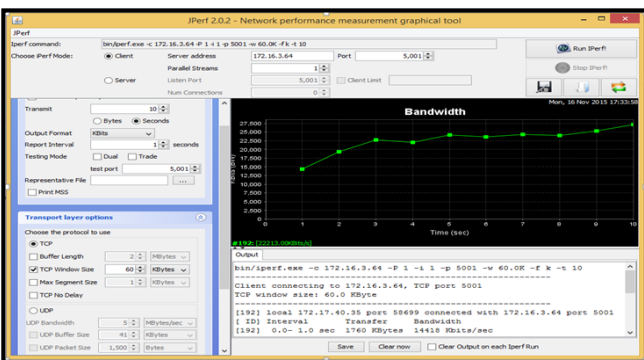 JPerf 2.0.2 - Network performance measurement graphical tool
JPerf
Iperf command: bin/iperf.exe -c 172.16.3.64 -P 1 -i 1 -p 5001 -w 60.0K -f k -t 10
Choose iPerf Mode: Client Server address 172.16.3.64 Port 5,001
Parallel Streams 1
Server Listen Port 5,001 Client Limit
Num Connections 0
Run IPerf!
Stop IPerf!
Transmit 10
Bytes Seconds
Output Format KBits
Report Interval 1 seconds
Testing Mode Dual Trade
test port 5,001
Representative File ...
Print MSS
Transport layer options
Choose the protocol to use
TCP
Buffer Length 2 MBytes
TCP Window Size 60 KBytes
Max Segment Size 1 KBytes
TCP No Delay
UDP
UDP Bandwidth 5 MBytes/sec
UDP Buffer Size 41 KBytes
UDP Packet Size 1,500 Bytes
Mon, 16 Nov 2015 17:33:58
Bandwidth
27,500
25,000
22,500
20,000
17,500
15,000
12,500
10,000
7,500
5,000
2,500
0
0 1 2 3 4 5 6 7 8 9 10
Time (sec)
#192: [22213.00KBits/s]
Output
bin/iperf.exe -c 172.16.3.64 -P 1 -i 1 -p 5001 -w 60.0K -f k -t 10
------------------------------------------------------------
Client connecting to 172.16.3.64, TCP port 5001
TCP window size: 60.0 KByte
------------------------------------------------------------
[192] local 172.17.40.35 port 58699 connected with 172.16.3.64 port 5001
[ ID] Interval Transfer Bandwidth
[192] 0.0- 1.0 sec 1760 KBytes 14418 Kbits/sec
Save Clear now Clear Output on each Iperf Run